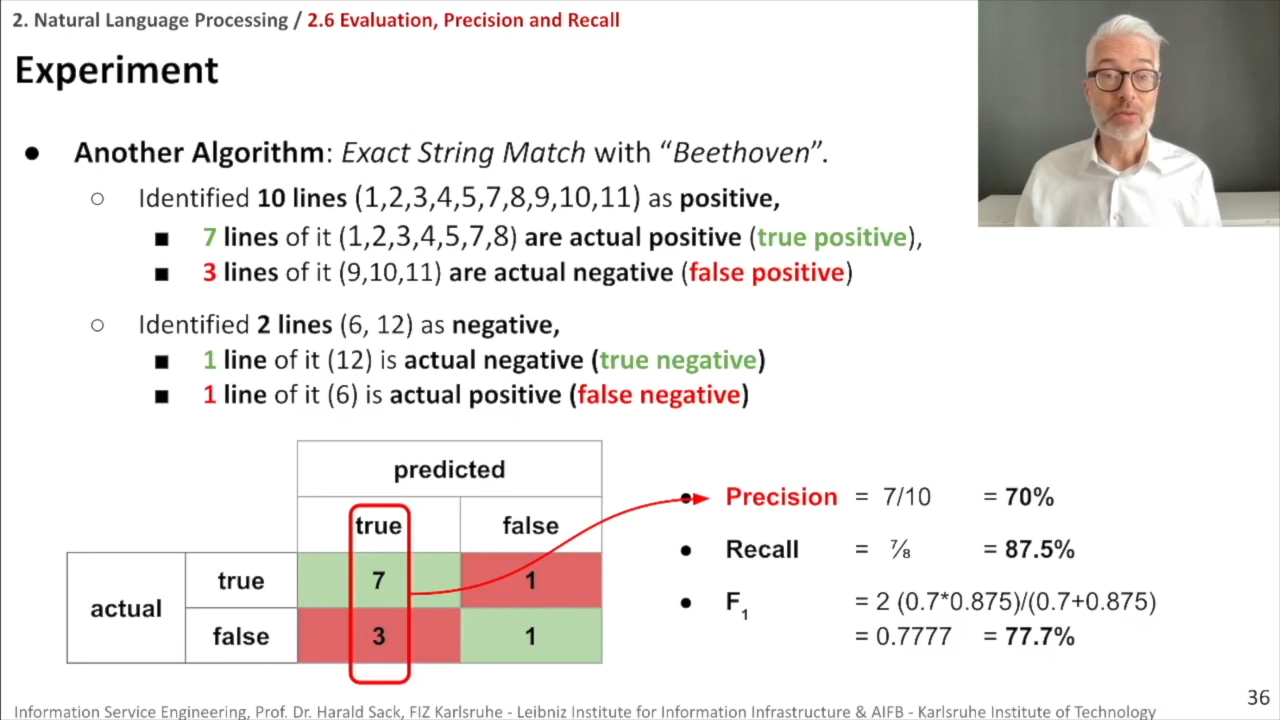 2. Natural Language Processing / 2.6 Evaluation, Precision and Recall
Experiment
● Another Algorithm: Exact String Match with “Beethoven”.
○ Identified 10 lines (1,2,3,4,5,7,8,9,10,11) as positive,
■ 7 lines of it (1,2,3,4,5,7,8) are actual positive (true positive),
■ 3 lines of it (9,10,11) are actual negative (false positive)
○ Identified 2 lines (6, 12) as negative,
■ 1 line of it (12) is actual negative (true negative)
■ 1 line of it (6) is actual positive (false negative)
predicted
true false
actual
true 7 1
false 3 1
● Precision = 7/10 = 70%
● Recall = ⅞ = 87.5%
● F1 = 2 (0.7*0.875)/(0.7+0.875)
= 0.7777 = 77.7%
36
Information Service Engineering, Prof. Dr. Harald Sack, FIZ Karlsruhe - Leibniz Institute for Information Infrastructure & AIFB - Karlsruhe Institute of Technology